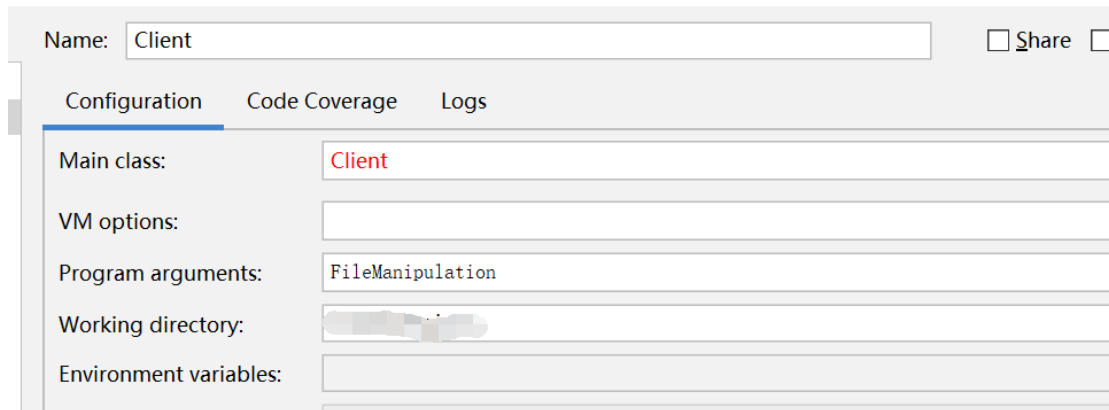 Name: Client Share
Configuration Code Coverage Logs
Main class: Client
VM options:
Program arguments: FileManipulation
Working directory:
Environment variables: